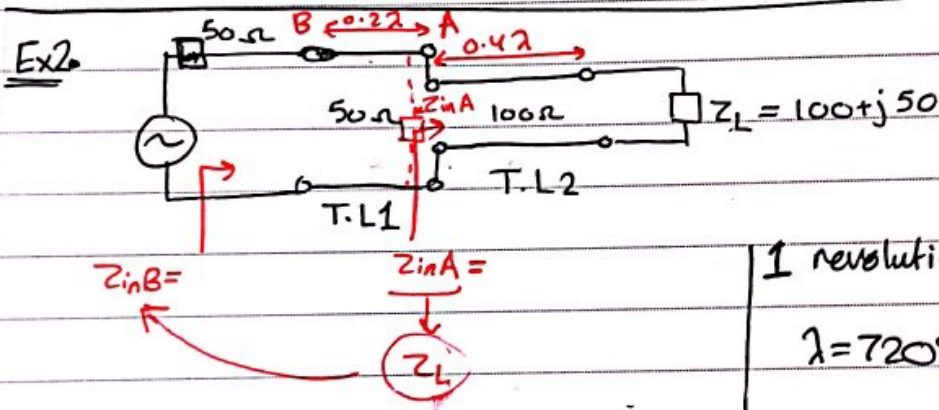 Ex2.
50Ω B 0.2λ A
0.4λ
50Ω ZinA 100Ω ZL = 100+j50
T.L1 T.L2
ZinB= ZinA =
ZL
1 revoluti
λ=720°